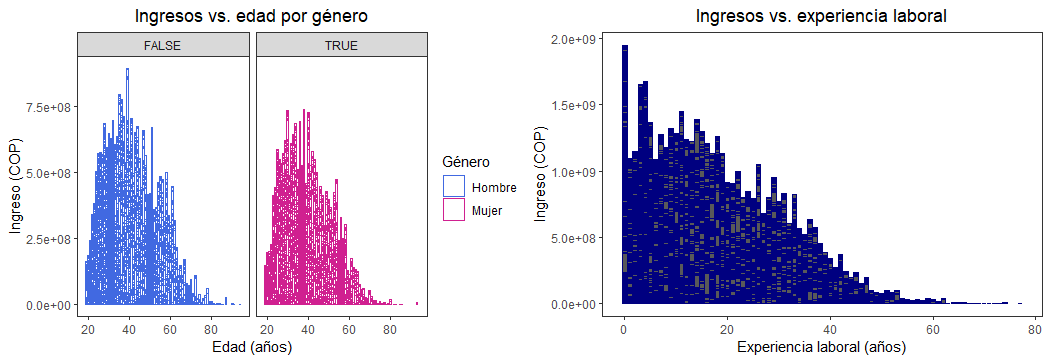 Ingresos vs. edad por género
FALSE
TRUE
7.5e+08
5.0e+08
2.5e+08
0.0e+00
Ingreso (COP)
20 40 60 80
20 40 60 80
Edad (años)
Género
Hombre
Mujer
Ingresos vs. experiencia laboral
2.0e+09
1.5e+09
1.0e+09
5.0e+08
0.0e+00
Ingreso (COP)
0 20 40 60 80
Experiencia laboral (años)